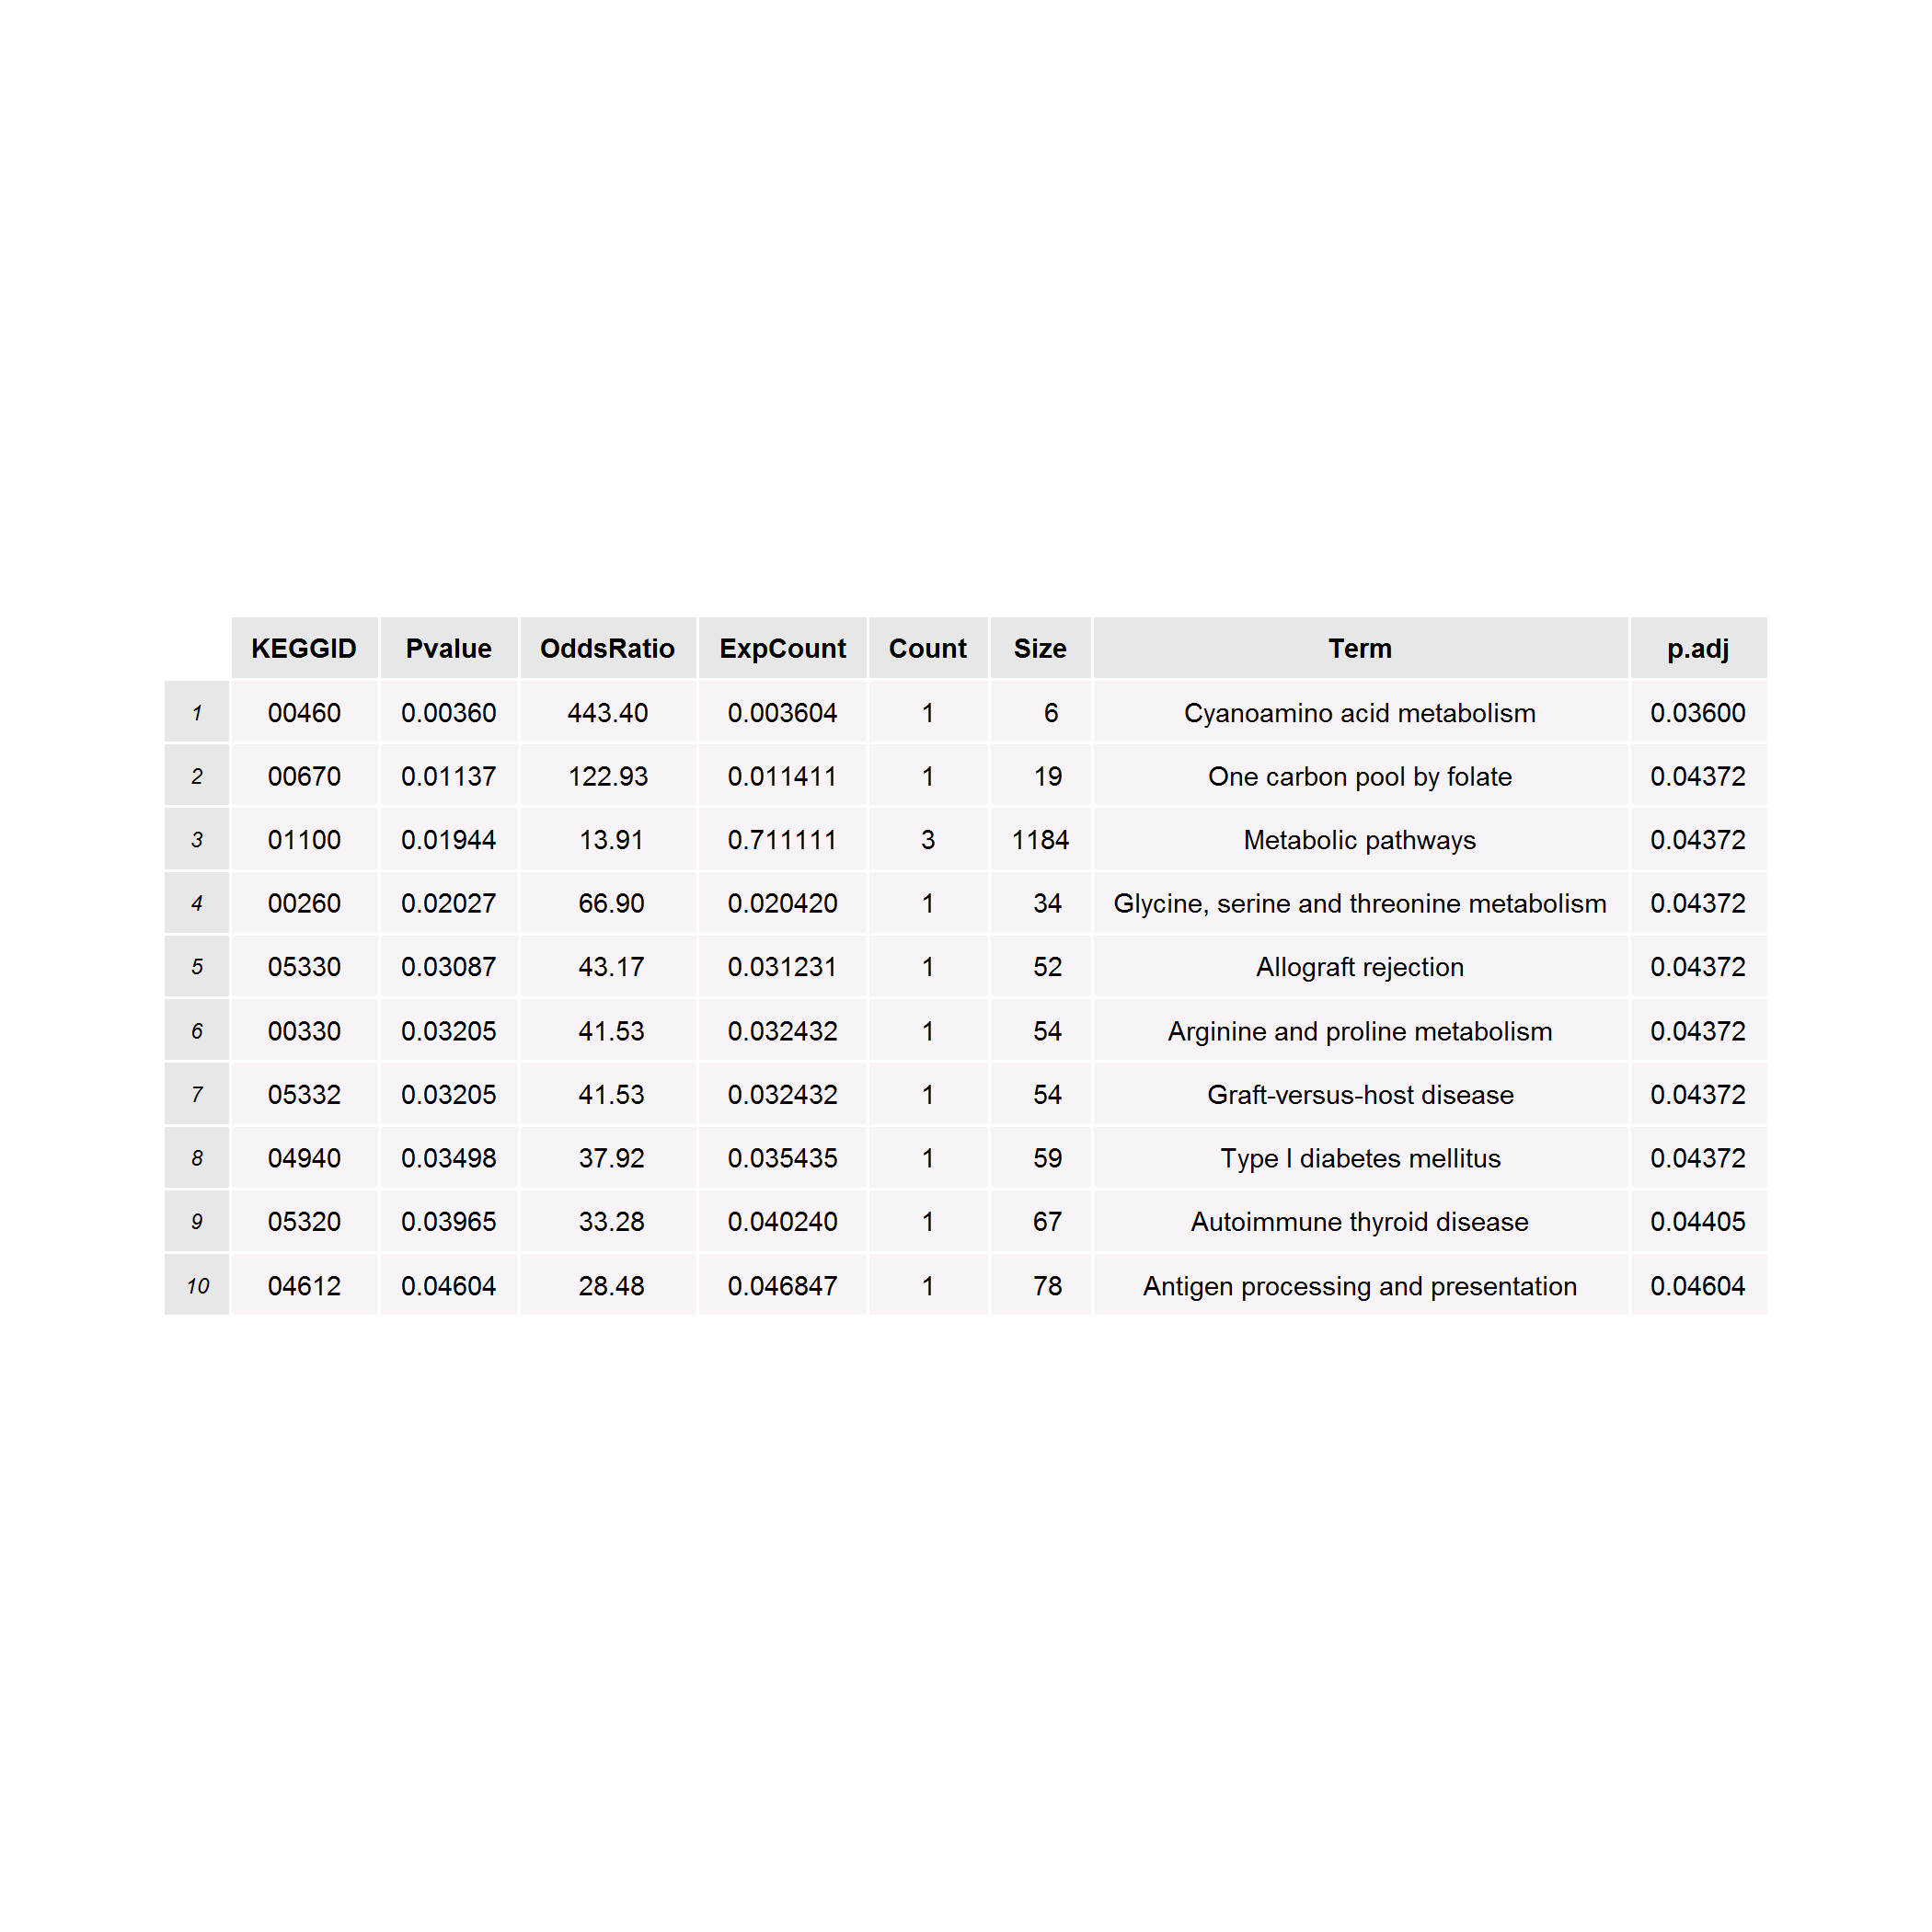 KEGGID Pvalue OddsRatio ExpCount Count Size Term p.adj
1 00460 0.00360 443.40 0.003604 1 6 Cyanoamino acid metabolism 0.03600
2 00670 0.01137 122.93 0.011411 1 19 One carbon pool by folate 0.04372
3 01100 0.01944 13.91 0.711111 3 1184 Metabolic pathways 0.04372
4 00260 0.02027 66.90 0.020420 1 34 Glycine, serine and threonine metabolism 0.04372
5 05330 0.03087 43.17 0.031231 1 52 Allograft rejection 0.04372
6 00330 0.03205 41.53 0.032432 1 54 Arginine and proline metabolism 0.04372
7 05332 0.03205 41.53 0.032432 1 54 Graft-versus-host disease 0.04372
8 04940 0.03498 37.92 0.035435 1 59 Type I diabetes mellitus 0.04372
9 05320 0.03965 33.28 0.040240 1 67 Autoimmune thyroid disease 0.04405
10 04612 0.04604 28.48 0.046847 1 78 Antigen processing and presentation 0.04604